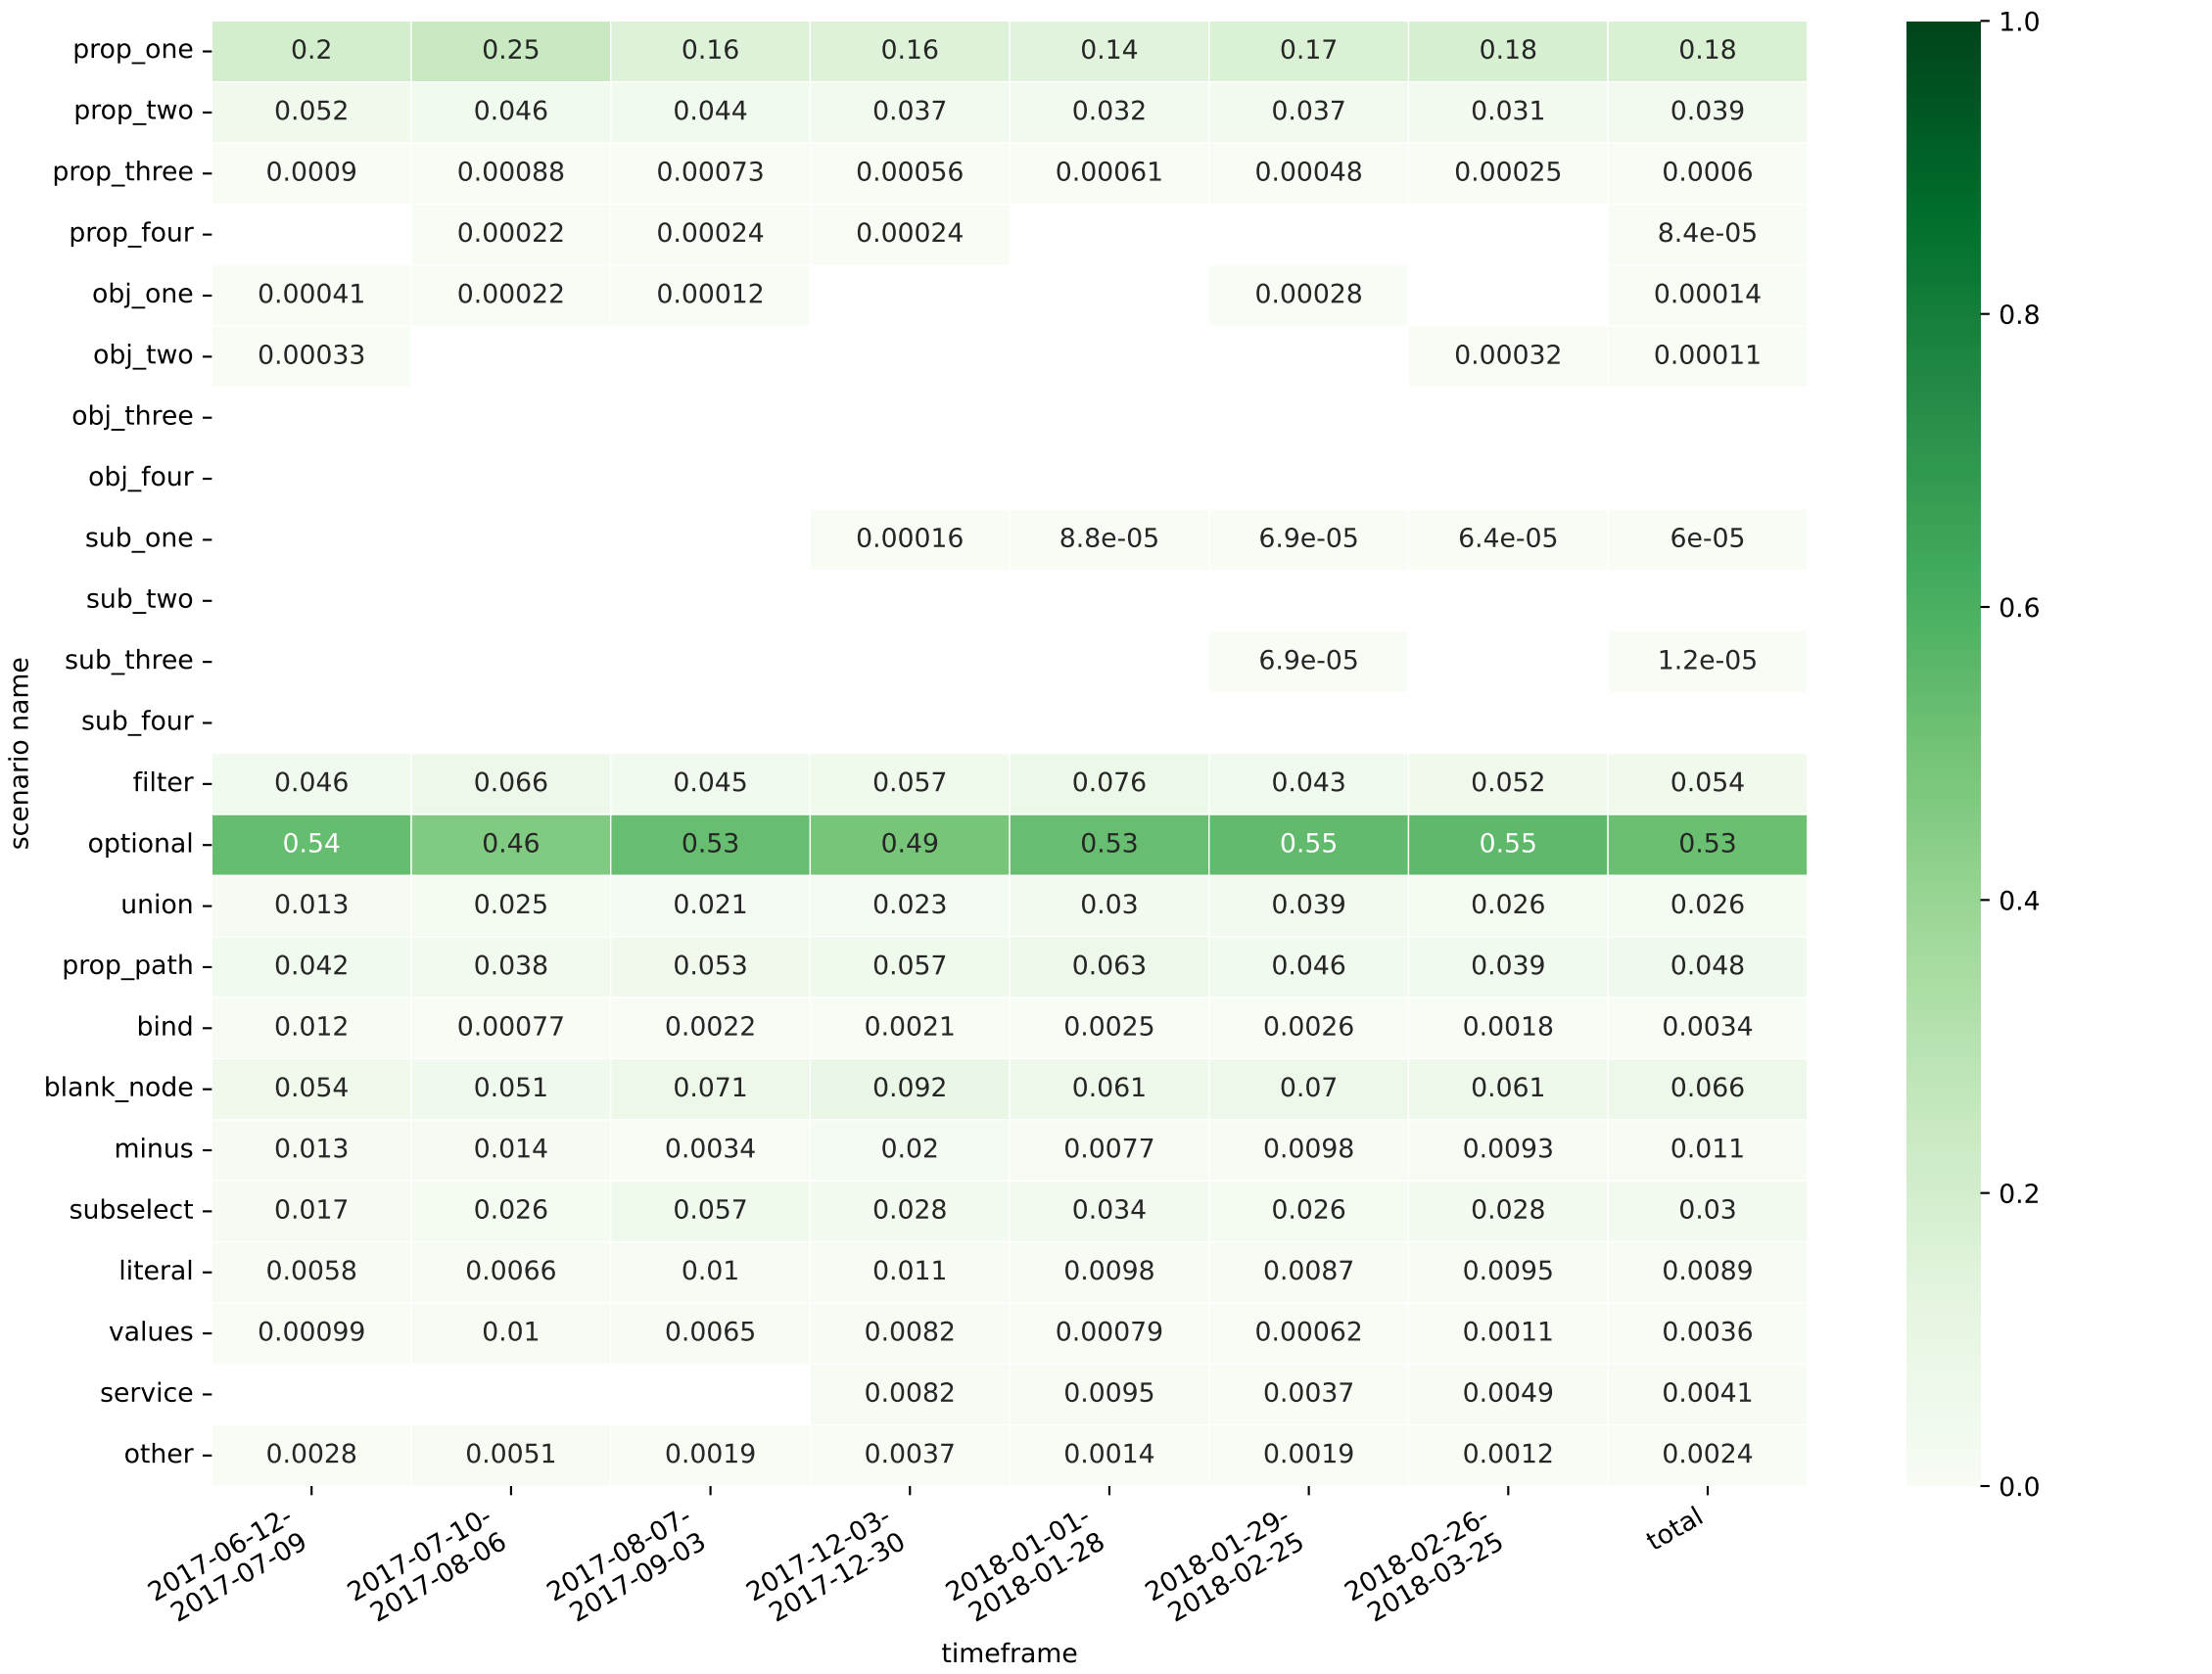 prop_one 0.2 0.25 0.16 0.16 0.14 0.17 0.18 0.18
prop_two 0.052 0.046 0.044 0.037 0.032 0.037 0.031 0.039
prop_three 0.0009 0.00088 0.00073 0.00056 0.00061 0.00048 0.00025 0.0006
prop_four 0.00022 0.00024 0.00024 8.4e-05
obj_one 0.00041 0.00022 0.00012 0.00028 0.00014
obj_two 0.00033 0.00032 0.00011
obj_three
obj_four
sub_one 0.00016 8.8e-05 6.9e-05 6.4e-05 6e-05
sub_two
sub_three 6.9e-05 1.2e-05
sub_four
filter 0.046 0.066 0.045 0.057 0.076 0.043 0.052 0.054
optional 0.54 0.46 0.53 0.49 0.53 0.55 0.55 0.53
union 0.013 0.025 0.021 0.023 0.03 0.039 0.026 0.026
prop_path 0.042 0.038 0.053 0.057 0.063 0.046 0.039 0.048
bind 0.012 0.00077 0.0022 0.0021 0.0025 0.0026 0.0018 0.0034
blank_node 0.054 0.051 0.071 0.092 0.061 0.07 0.061 0.066
minus 0.013 0.014 0.0034 0.02 0.0077 0.0098 0.0093 0.011
subselect 0.017 0.026 0.057 0.028 0.034 0.026 0.028 0.03
literal 0.0058 0.0066 0.01 0.011 0.0098 0.0087 0.0095 0.0089
values 0.00099 0.01 0.0065 0.0082 0.00079 0.00062 0.0011 0.0036
service 0.0082 0.0095 0.0037 0.0049 0.0041
other 0.0028 0.0051 0.0019 0.0037 0.0014 0.0019 0.0012 0.0024
scenario name
2017-06-12-
2017-07-09
2017-07-10-
2017-08-06
2017-08-07-
2017-09-03
2017-12-03-
2017-12-30
2018-01-01-
2018-01-28
2018-01-29-
2018-02-25
2018-02-26-
2018-03-25
total
timeframe
1.0
0.8
0.6
0.4
0.2
0.0